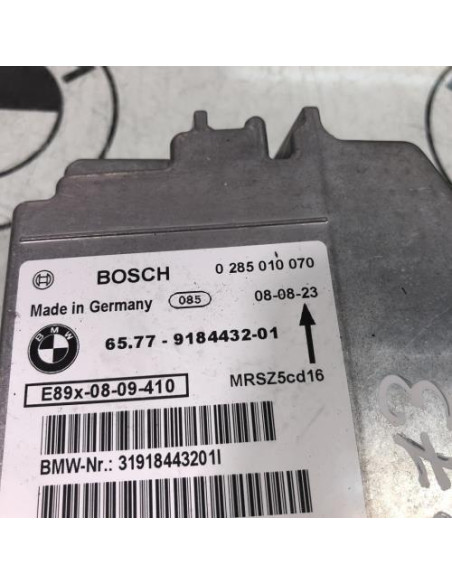 BOSCH 0 285 010 070
Made in Germany 085 08-08-23
BMW 65.77 - 9184432-01
E89x-08-09-410 MRSZ5cd16
BMW-Nr.: 31918443201I